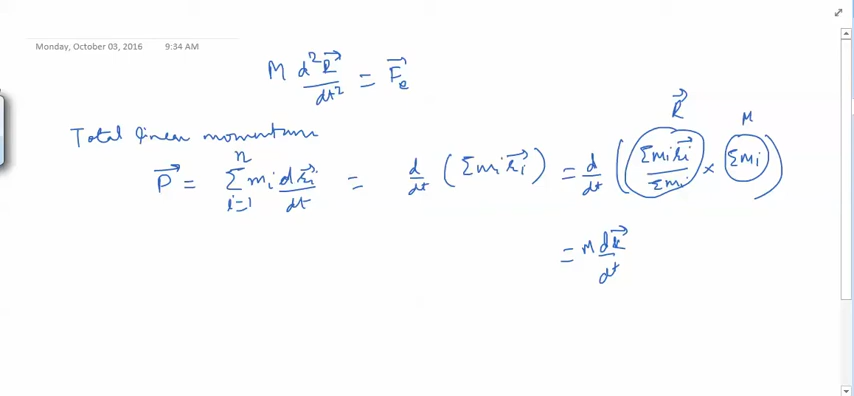 Monday, October 03, 2016 9:34 AM
M d²R⃗/dt² = F⃗e
Total linear momentum
R⃗ M
P⃗ = Σ_{i=1}^{n} mi dr⃗i/dt = d/dt (Σmi r⃗i) = d/dt (Σmi r⃗i/Σmi × Σmi)
= M dR⃗/dt